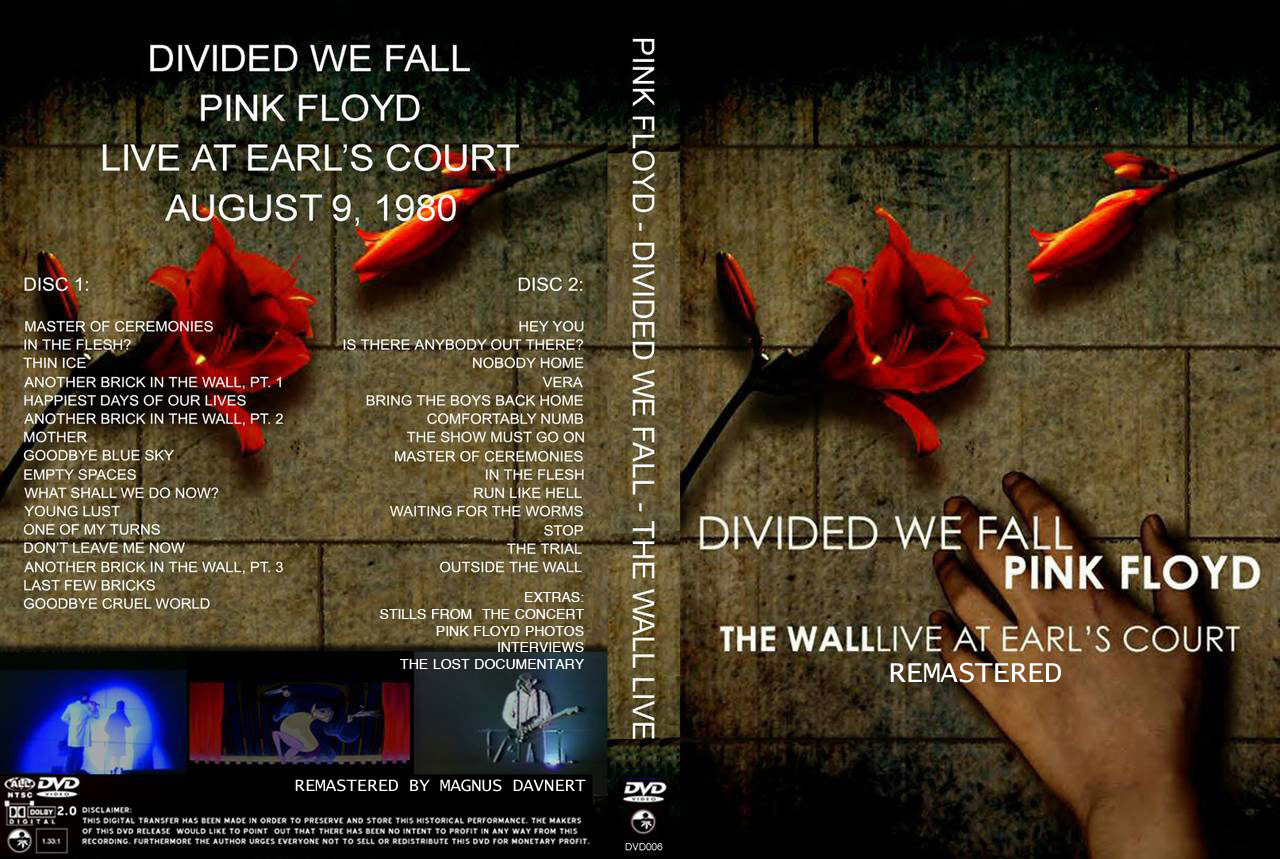 DIVIDED WE FALL
PINK FLOYD
LIVE AT EARL'S COURT
AUGUST 9, 1980
DISC 1:
MASTER OF CEREMONIES
IN THE FLESH?
THIN ICE
ANOTHER BRICK IN THE WALL, PT. 1
HAPPIEST DAYS OF OUR LIVES
ANOTHER BRICK IN THE WALL, PT. 2
MOTHER
GOODBYE BLUE SKY
EMPTY SPACES
WHAT SHALL WE DO NOW?
YOUNG LUST
ONE OF MY TURNS
DON'T LEAVE ME NOW
ANOTHER BRICK IN THE WALL, PT. 3
LAST FEW BRICKS
GOODBYE CRUEL WORLD
DISC 2:
HEY YOU
IS THERE ANYBODY OUT THERE?
NOBODY HOME
VERA
BRING THE BOYS BACK HOME
COMFORTABLY NUMB
THE SHOW MUST GO ON
MASTER OF CEREMONIES
IN THE FLESH
RUN LIKE HELL
WAITING FOR THE WORMS
STOP
THE TRIAL
OUTSIDE THE WALL
EXTRAS:
STILLS FROM THE CONCERT
PINK FLOYD PHOTOS
INTERVIEWS
THE LOST DOCUMENTARY
REMASTERED BY MAGNUS DAVNERT
ALL
NTSC
DVD
VIDEO
DOLBY 2.0
DIGITAL
1.33:1
DISCLAIMER:
THIS DIGITAL TRANSFER HAS BEEN MADE IN ORDER TO PRESERVE AND STORE THIS HISTORICAL PERFORMANCE. THE MAKERS
OF THIS DVD RELEASE WOULD LIKE TO POINT OUT THAT THERE HAS BEEN NO INTENT TO PROFIT IN ANY WAY FROM THIS
RECORDING. FURTHERMORE THE AUTHOR URGES EVERYONE NOT TO SELL OR REDISTRIBUTE THIS DVD FOR MONETARY PROFIT.
PINK FLOYD - DIVIDED WE FALL - THE WALL LIVE
DVD
VIDEO
DVD006
DIVIDED WE FALL
PINK FLOYD
THE WALLLIVE AT EARL'S COURT
REMASTERED